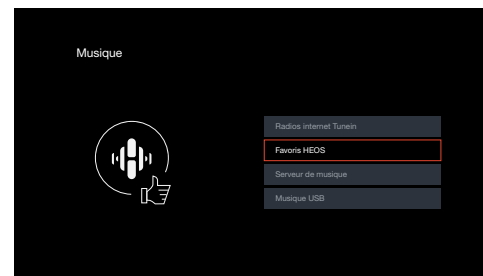 Musique
Radios internet Tunein
Favoris HEOS
Serveur de musique
Musique USB